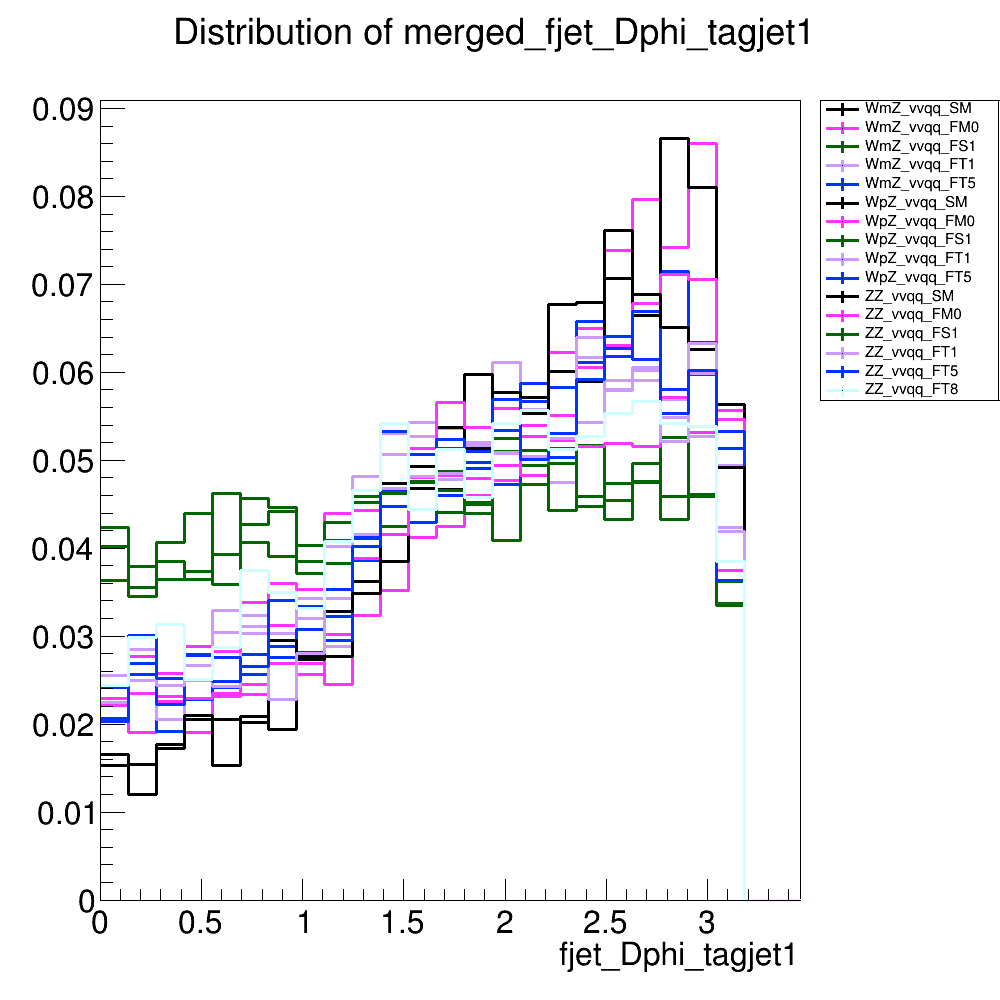 Distribution of merged_fjet_Dphi_tagjet1
0.09
0.08
0.07
0.06
0.05
0.04
0.03
0.02
0.01
0
0 0.5 1 1.5 2 2.5 3
fjet_Dphi_tagjet1
WmZ_vvqq_SM
WmZ_vvqq_FM0
WmZ_vvqq_FS1
WmZ_vvqq_FT1
WmZ_vvqq_FT5
WpZ_vvqq_SM
WpZ_vvqq_FM0
WpZ_vvqq_FS1
WpZ_vvqq_FT1
WpZ_vvqq_FT5
ZZ_vvqq_SM
ZZ_vvqq_FM0
ZZ_vvqq_FS1
ZZ_vvqq_FT1
ZZ_vvqq_FT5
ZZ_vvqq_FT8